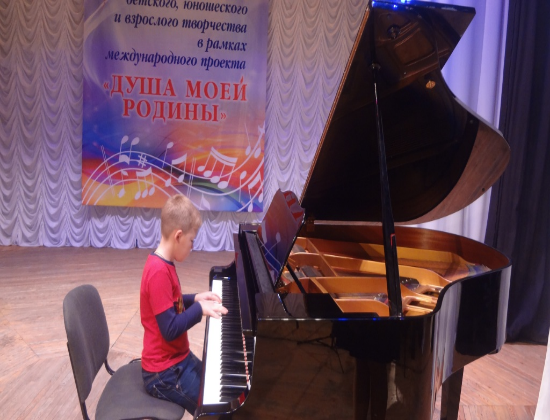 детского, юношеского
и взрослого творчества
в рамках
международного проекта
«ДУША МОЕЙ
РОДИНЫ»